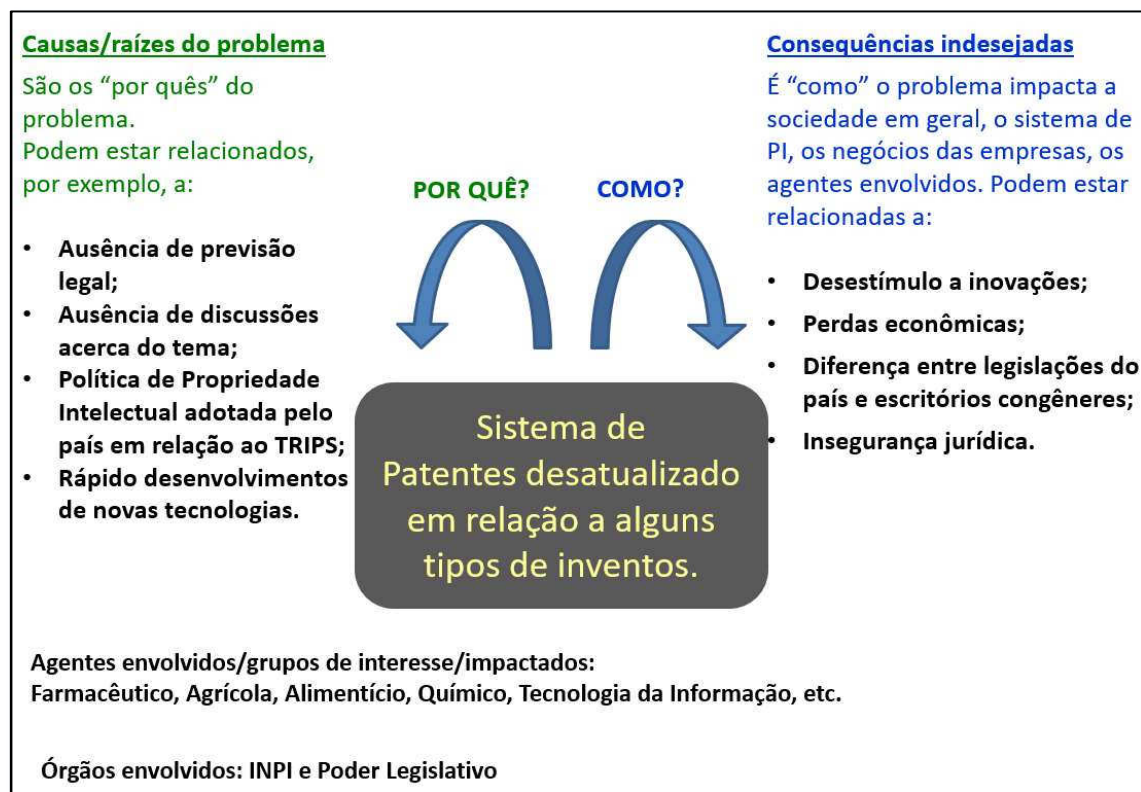 Causas/raízes do problema
São os “por quês” do
problema.
Podem estar relacionados,
por exemplo, a:
• Ausência de previsão
legal;
• Ausência de discussões
acerca do tema;
• Política de Propriedade
Intelectual adotada pelo
país em relação ao TRIPS;
• Rápido desenvolvimentos
de novas tecnologias.
POR QUÊ?
COMO?
Sistema de
Patentes desatualizado
em relação a alguns
tipos de inventos.
Consequências indesejadas
É “como” o problema impacta a
sociedade em geral, o sistema de
PI, os negócios das empresas, os
agentes envolvidos. Podem estar
relacionadas a:
• Desestímulo a inovações;
• Perdas econômicas;
• Diferença entre legislações do
país e escritórios congêneres;
• Insegurança jurídica.
Agentes envolvidos/grupos de interesse/impactados:
Farmacêutico, Agrícola, Alimentício, Químico, Tecnologia da Informação, etc.
Órgãos envolvidos: INPI e Poder Legislativo